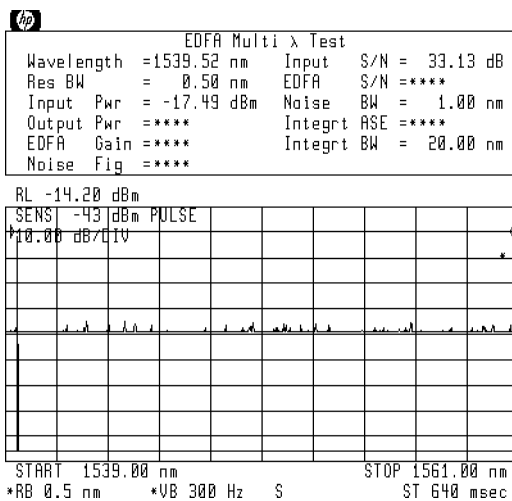 hp
EDFA Multi λ Test
Wavelength =1539.52 nm Input S/N = 33.13 dB
Res BW = 0.50 nm EDFA S/N =****
Input Pwr = -17.49 dBm Noise BW = 1.00 nm
Output Pwr =**** Integrt ASE =****
EDFA Gain =**** Integrt BW = 20.00 nm
Noise Fig =****
RL -14.20 dBm
SENS -43 dBm PULSE
10.00 dB/DIV
*
START 1539.00 nm STOP 1561.00 nm
*RB 0.5 nm *VB 300 Hz S ST 640 msec